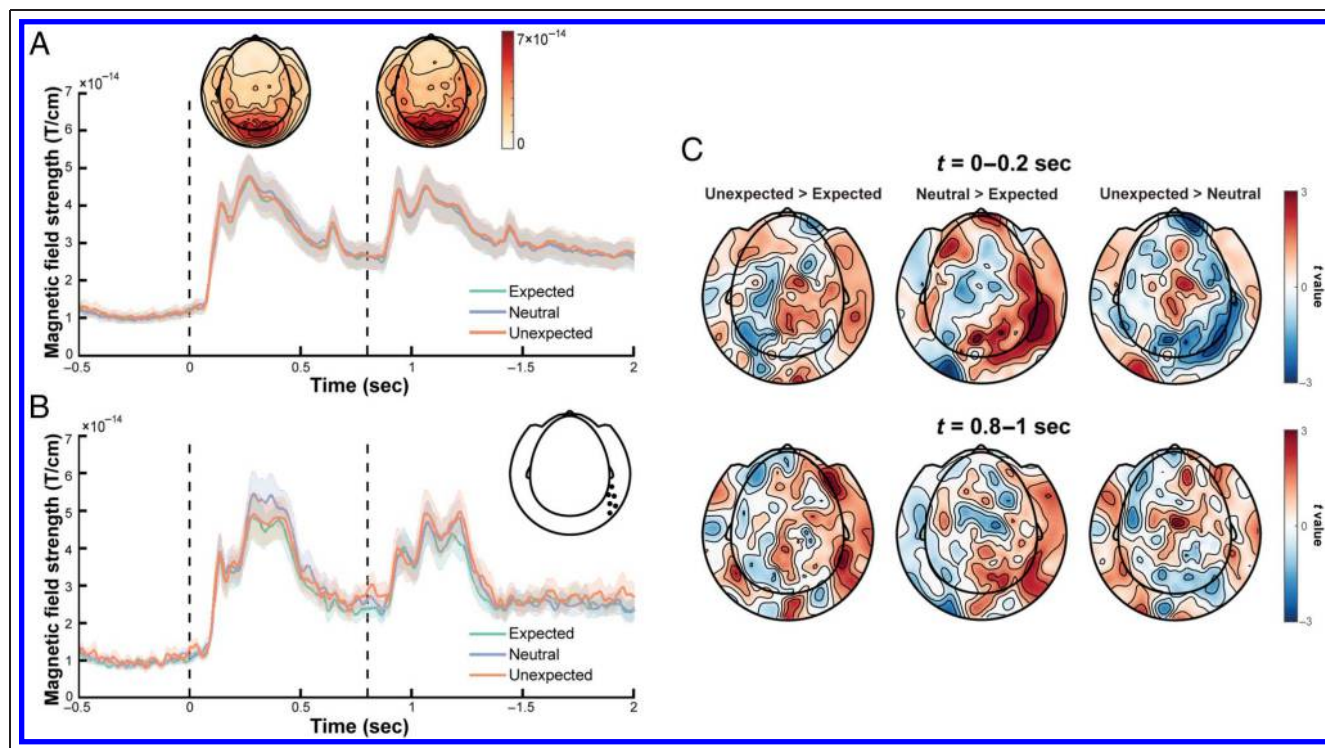 A
7×10−14
0
×10−14
7
6
5
4
3
2
1
0
Magnetic field strength (T/cm)
Expected
Neutral
Unexpected
−0.5 0 0.5 1 −1.5 2
Time (sec)
B
×10−14
7
6
5
4
3
2
1
0
Magnetic field strength (T/cm)
Expected
Neutral
Unexpected
−0.5 0 0.5 1 −1.5 2
Time (sec)
C
t = 0–0.2 sec
Unexpected > Expected Neutral > Expected Unexpected > Neutral
3
0
−3
t value
t = 0.8–1 sec
3
0
−3
t value